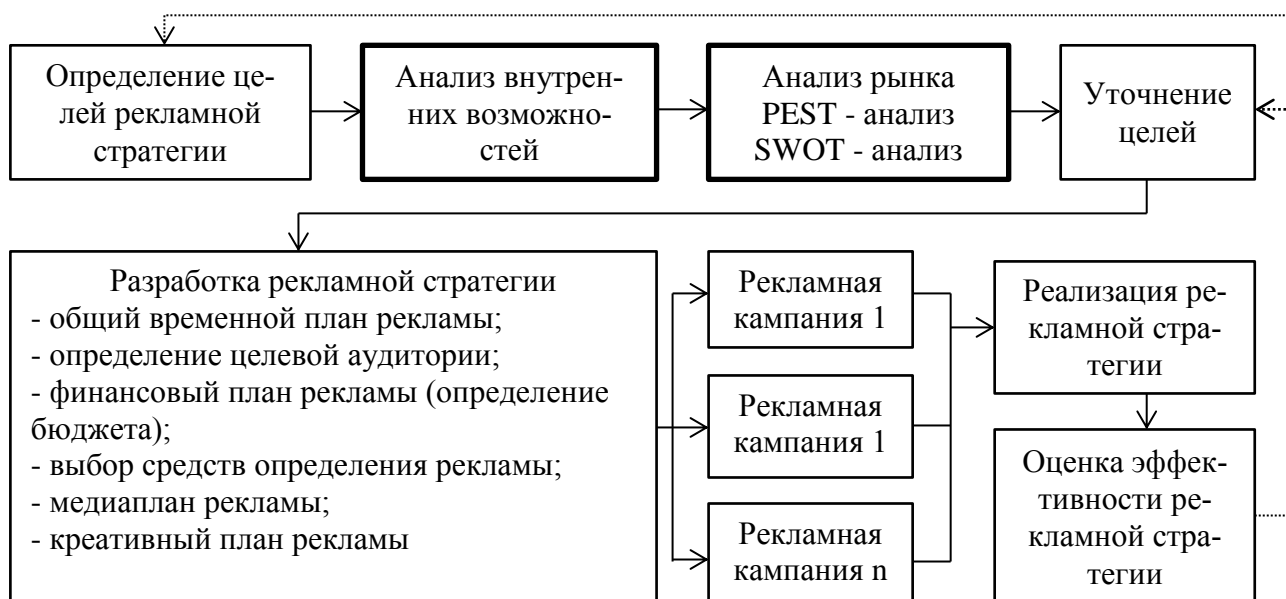 Определение це-
лей рекламной
стратегии
Анализ внутрен-
них возможно-
стей
Анализ рынка
PEST - анализ
SWOT - анализ
Уточнение
целей
Разработка рекламной стратегии
- общий временной план рекламы;
- определение целевой аудитории;
- финансовый план рекламы (определение
бюджета);
- выбор средств определения рекламы;
- медиаплан рекламы;
- креативный план рекламы
Рекламная
кампания 1
Рекламная
кампания 1
Рекламная
кампания n
Реализация ре-
кламной стра-
тегии
Оценка эффек-
тивности ре-
кламной стра-
тегии